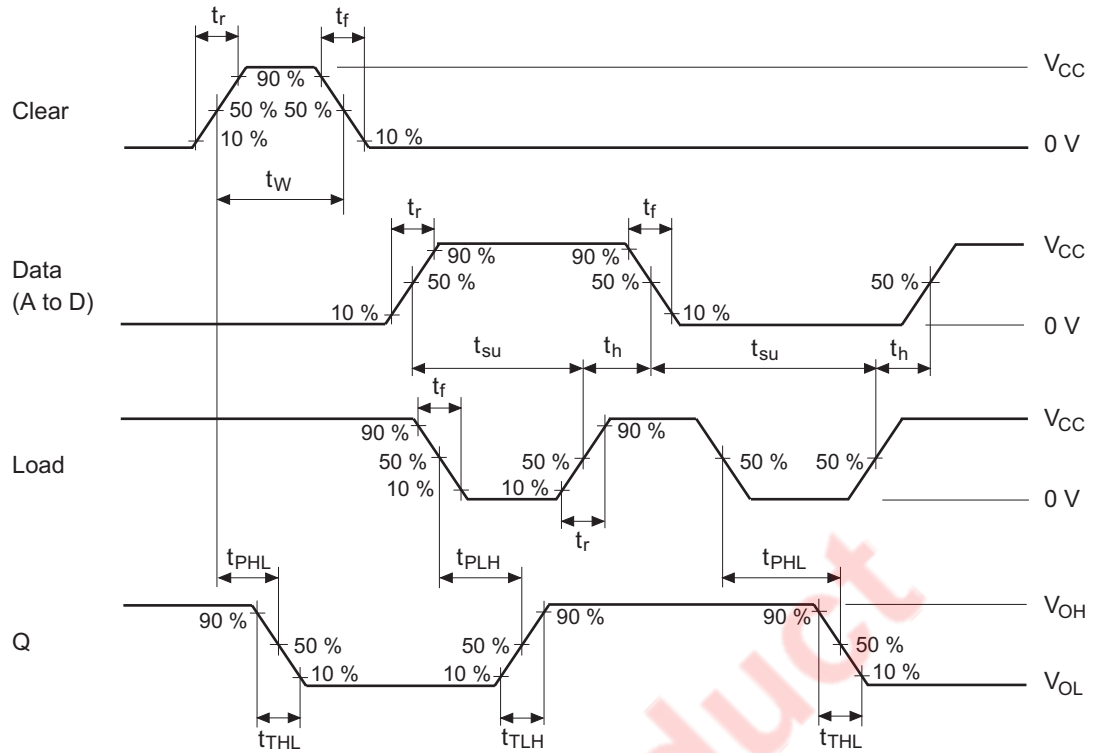 tr tf
VCC
90 %
Clear 50 % 50 %
10 % 10 % 0 V
tW
tr tf
VCC
90 % 90 %
Data 50 % 50 % 50 %
(A to D) 10 % 10 %
0 V
tsu th tsu th
tf
VCC
90 % 90 %
Load 50 % 50 % 50 % 50 %
10 % 10 % 0 V
tr
tPHL tPLH tPHL
VOH
90 % 90 % 90 %
Q 50 % 50 % 50 %
10 % 10 % 10 %
VOL
tTHL tTLH tTHL